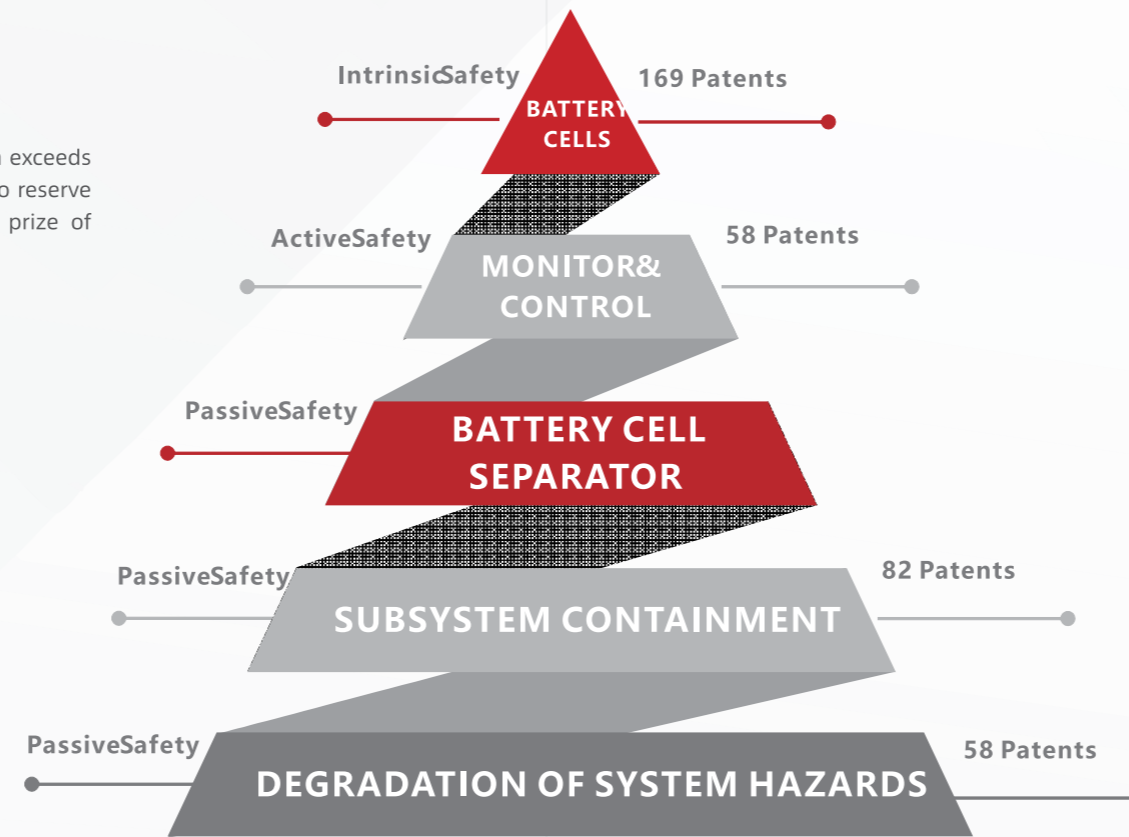 IntrinsicSafety
169 Patents
BATTERY
CELLS
exceeds
o reserve
prize of
ActiveSafety
58 Patents
MONITOR&
CONTROL
PassiveSafety
BATTERY CELL
SEPARATOR
PassiveSafety
82 Patents
SUBSYSTEM CONTAINMENT
PassiveSafety
58 Patents
DEGRADATION OF SYSTEM HAZARDS